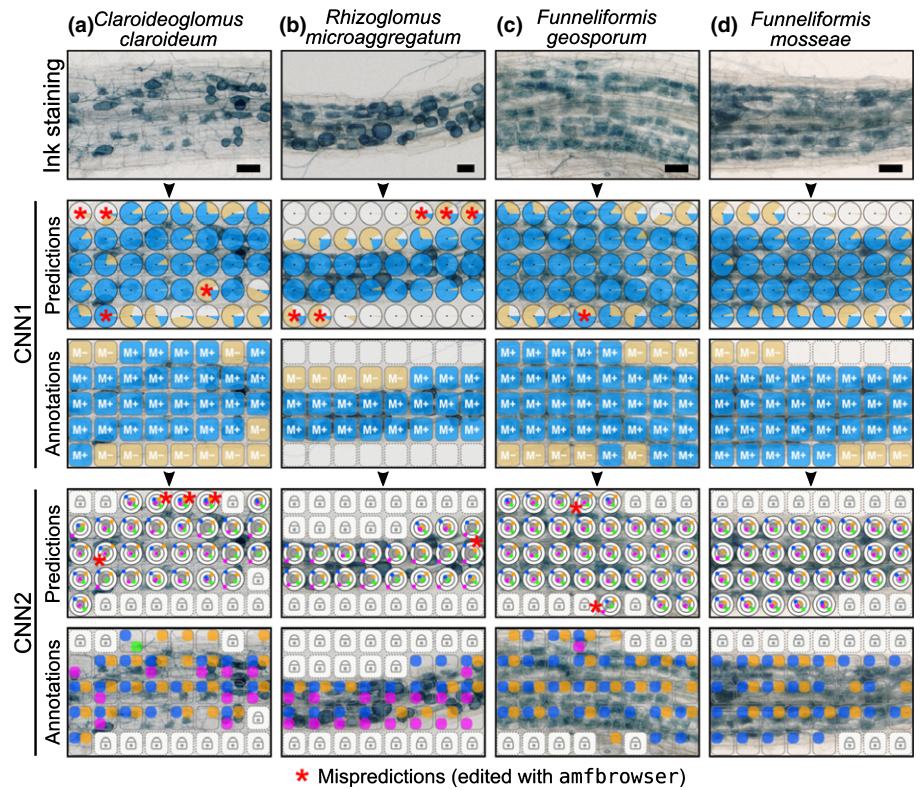 (a) Claroideoglomus
claroideum
(b) Rhizoglomus
microaggregatum
(c) Funneliformis
geosporum
(d) Funneliformis
mosseae
Ink staining
CNN1
Predictions
* *
*
*
* * *
* *
*
Annotations
M− M− M+ M+ M+ M+ M− M−
M+ M+ M+ M+ M+ M+ M+ M+
M+ M+ M+ M+ M+ M+ M+ M+
M+ M+ M+ M+ M+ M+ M+ M−
M+ M− M− M− M− M− M− M−
M− M− M− M− M− M+ M+ M+
M+ M+ M+ M+ M+ M+ M+ M+
M+ M+ M+ M+ M+ M+ M+ M+
M+ M+ M+ M+ M+ M− M− M−
M+ M+ M+ M+ M+ M+ M+ M+
M+ M+ M+ M+ M+ M+ M+ M+
M+ M+ M+ M+ M+ M+ M+ M+
M− M− M− M− M+ M− M+ M+
M− M− M−
M+ M+ M+ M+ M+ M+ M+ M+
M+ M+ M+ M+ M+ M+ M+ M+
M+ M+ M+ M+ M+ M+ M+ M+
M+ M+ M+ M+ M+ M− M− M−
CNN2
Predictions
* * *
*
*
*
*
Annotations
* Mispredictions (edited with amfbrowser)